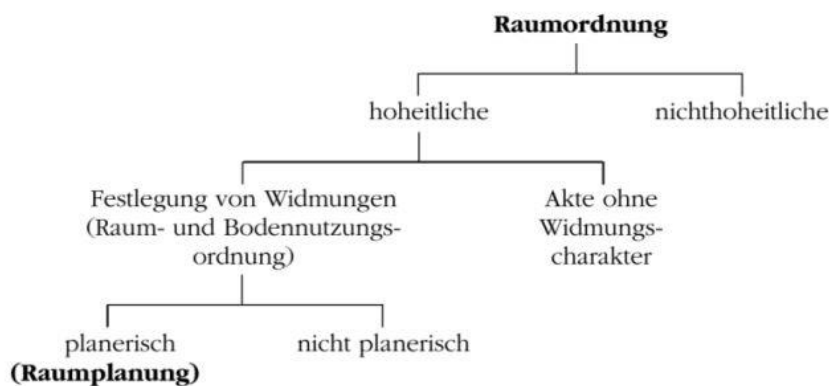 Raumordnung
hoheitliche
nichthoheitliche
Festlegung von Widmungen
(Raum- und Bodennutzungs-
ordnung)
Akte ohne
Widmungs-
charakter
planerisch
(Raumplanung)
nicht planerisch